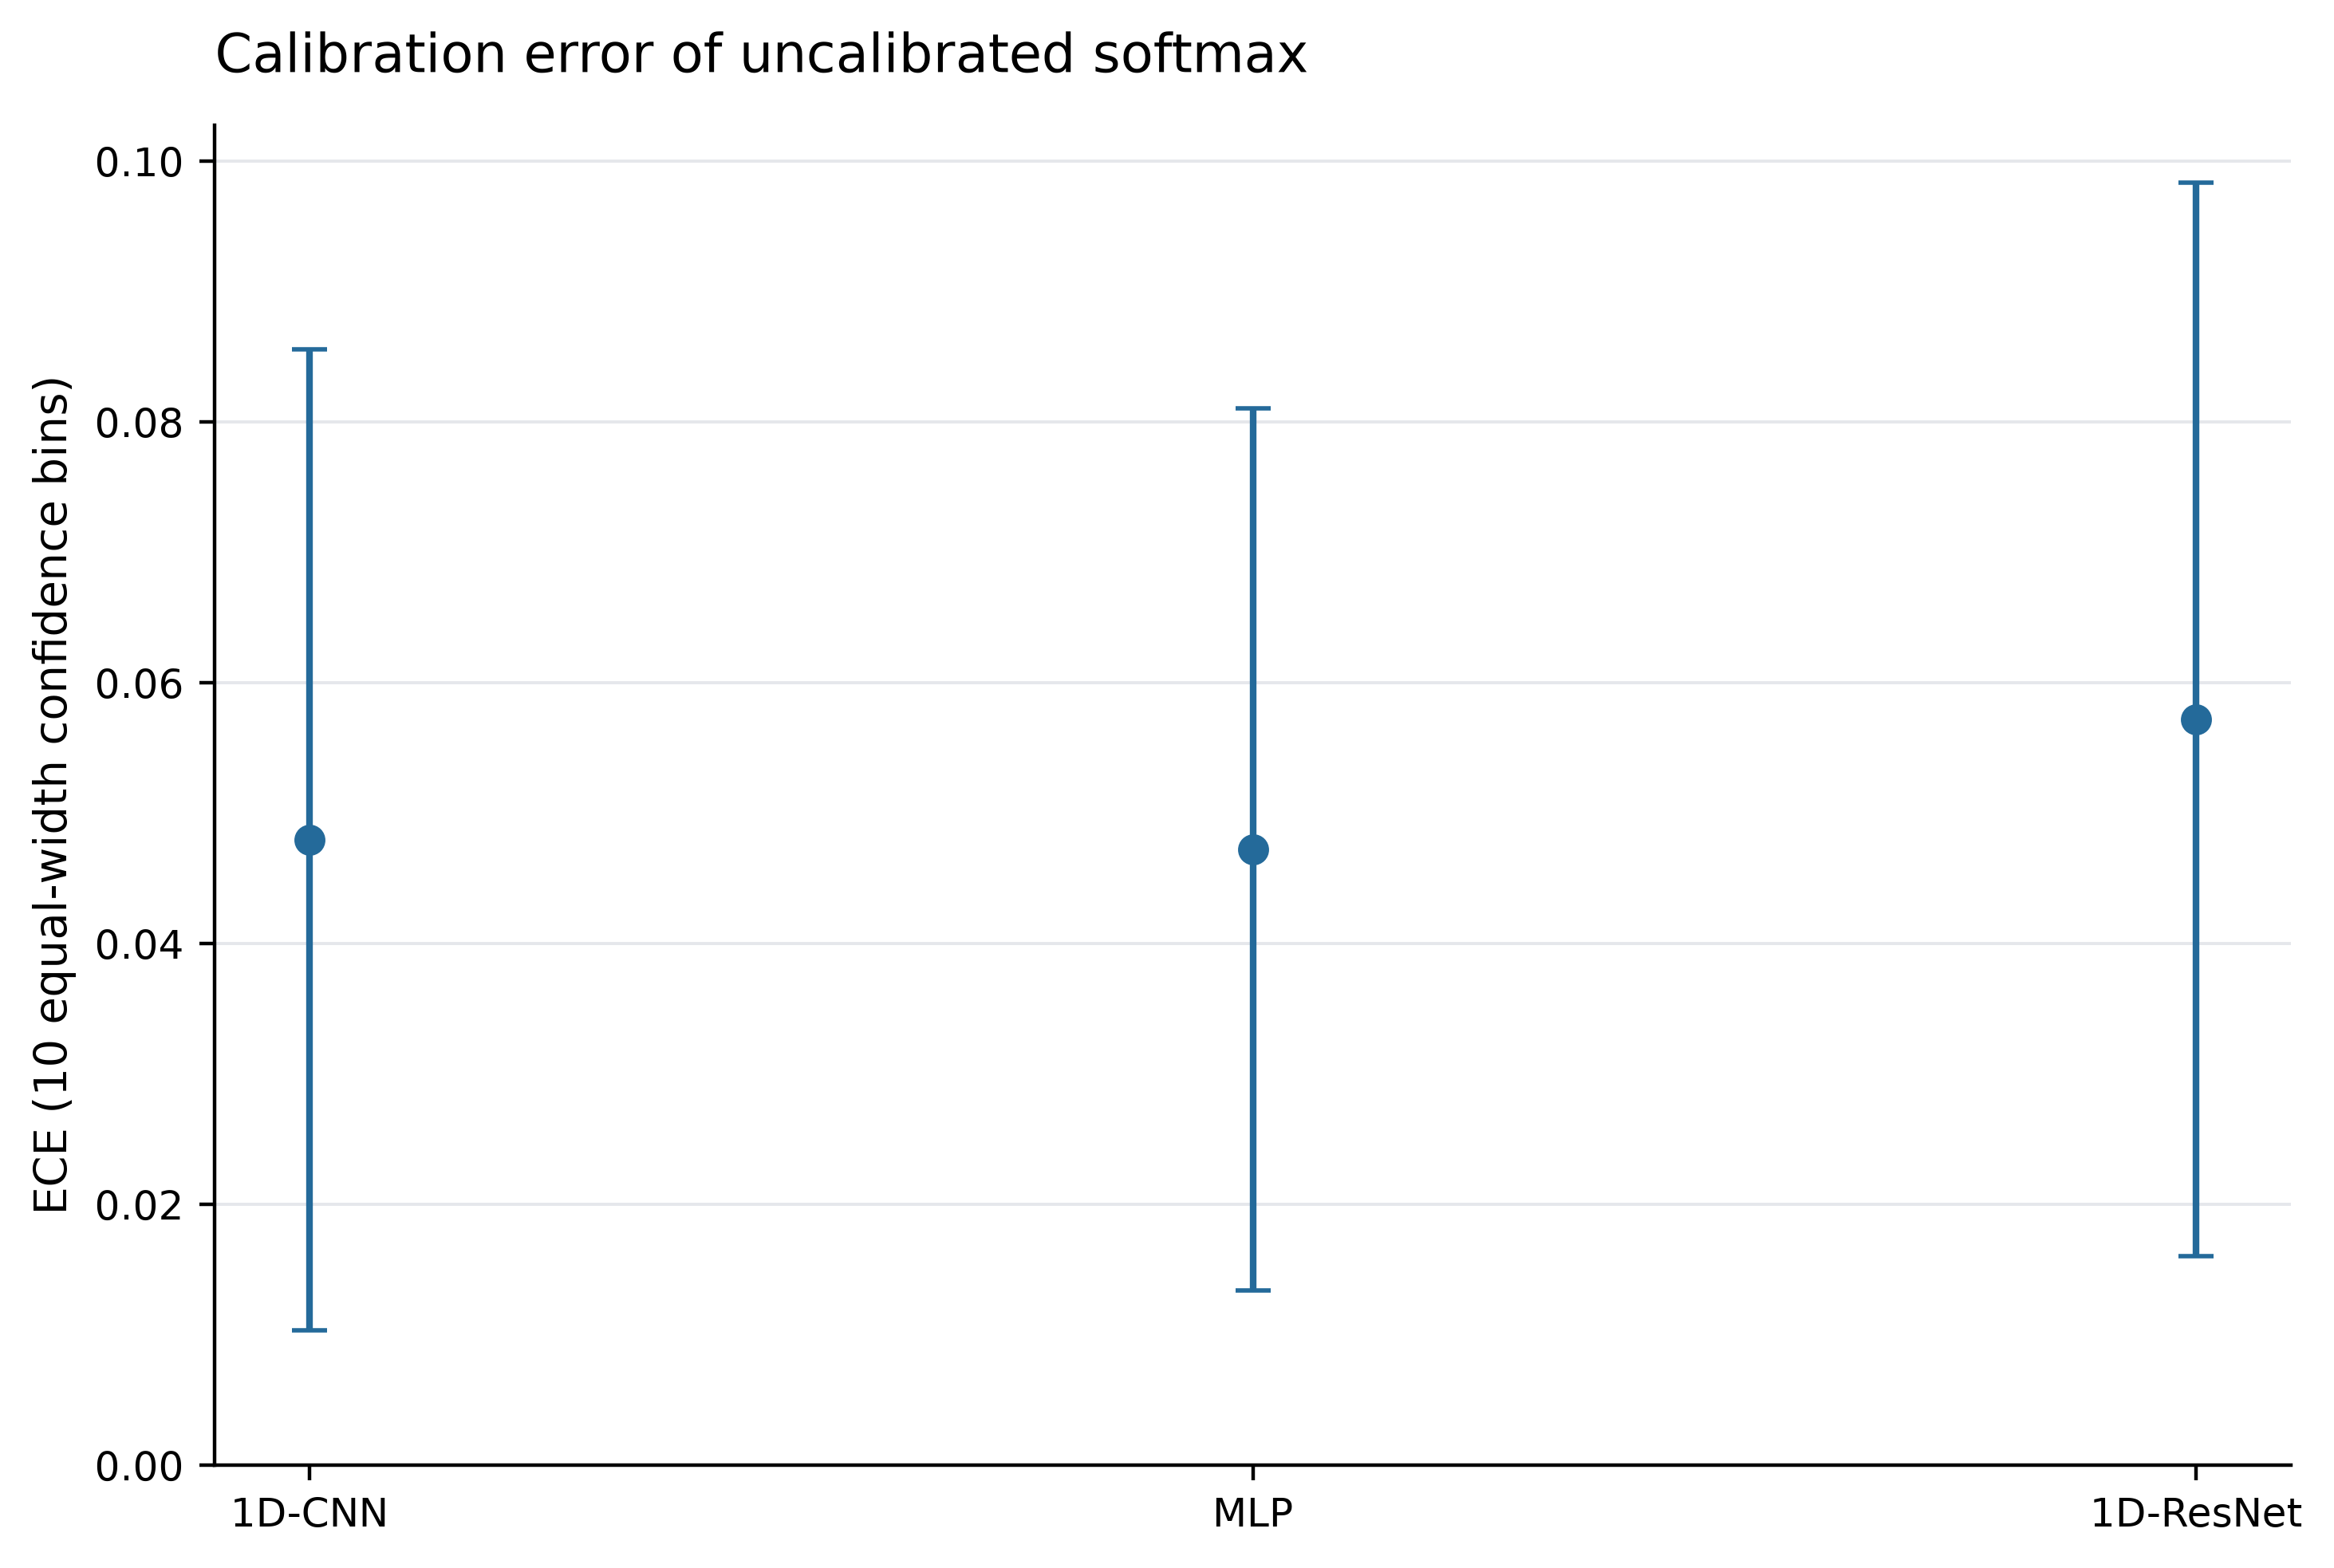 Calibration error of uncalibrated softmax
ECE (10 equal-width confidence bins)
0.10
0.08
0.06
0.04
0.02
0.00
1D-CNN
MLP
1D-ResNet